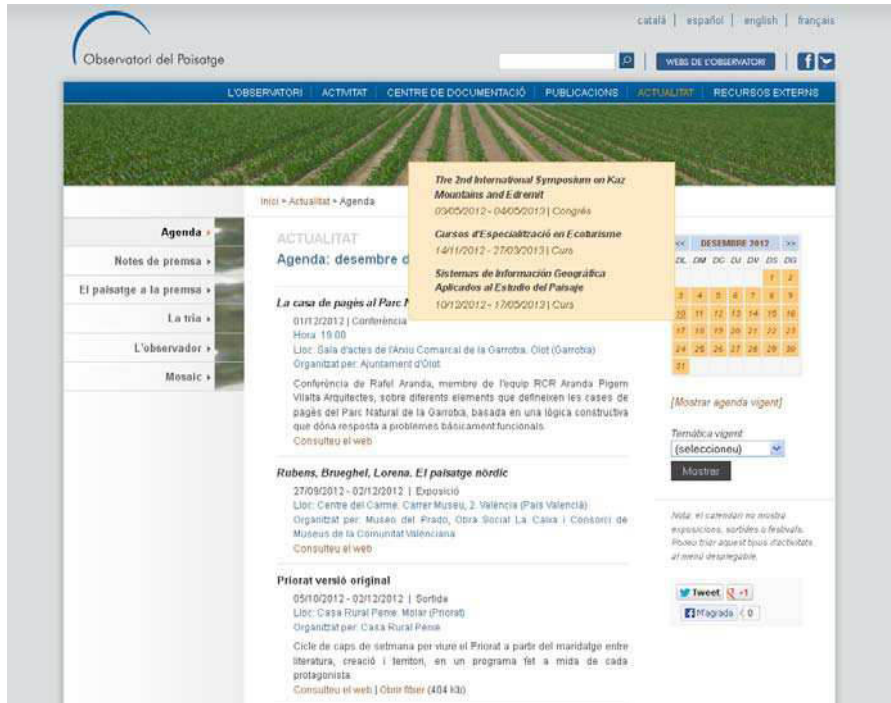 català | español | english | français
Observatori del Paisatge
WEBS DE L'OBSERVATORI
L'OBSERVATORI | ACTIVITAT | CENTRE DE DOCUMENTACIÓ | PUBLICACIONS | ACTUALITAT | RECURSOS EXTERNS
The 2nd International Symposium on Kaz
Mountains and Edremit
03/05/2012 - 04/05/2013 | Congrés
Cursos d'Especialització en Ecoturisme
14/11/2012 - 27/03/2013 | Curs
Sistemas de Información Geográfica
Aplicados al Estudio del Paisaje
10/12/2012 - 17/05/2013 | Curs
Inici > Actualitat > Agenda
Agenda
Notes de premsa
El paisatge a la premsa
La tria
L'observador
Mosaic
ACTUALITAT
Agenda: desembre d
La casa de pagès al Parc N
01/12/2012 | Conferència
Hora: 19:00
Lloc: Sala d'actes de l'Arxiu Comarcal de la Garrotxa. Olot (Garrotxa)
Organitzat per: Ajuntament d'Olot
Conferència de Rafel Aranda, membre de l'equip RCR Aranda Pigem
Vilalta Arquitectes, sobre diferents elements que defineixen les cases de
pagès del Parc Natural de la Garrotxa, basada en una lògica constructiva
que dóna resposta a problemes bàsicament funcionals.
Consulteu el web
Rubens, Brueghel, Lorena. El paisatge nòrdic
27/09/2012 - 02/12/2012 | Exposició
Lloc: Centre del Carme. Carrer Museu, 2. València (País Valencià)
Organitzat per: Museo del Prado, Obra Social La Caixa i Consorci de
Museus de la Comunitat Valenciana
Consulteu el web
Priorat versió original
05/10/2012 - 02/12/2012 | Sortida
Lloc: Casa Rural Perxe. Molar (Priorat)
Organitzat per: Casa Rural Perxe
Cicle de caps de setmana per viure el Priorat a partir del maridatge entre
literatura, creació i territori, en un programa fet a mida de cada
protagonista.
Consulteu el web | Obrir fitxer (404 kb)
<< DESEMBRE 2012 >>
DL DM DC DJ DV DS DG
1 2
3 4 5 6 7 8 9
10 11 12 13 14 15 16
17 18 19 20 21 22 23
24 25 26 27 28 29 30
31
[Mostrar agenda vigent]
Temàtica vigent
(seleccioneu)
Mostrar
Nota: el calendari no mostra
exposicions, sortides o festivals.
Podeu triar aquest tipus d'activitats
al menú desplegable.
Tweet +1
M'agrada 0